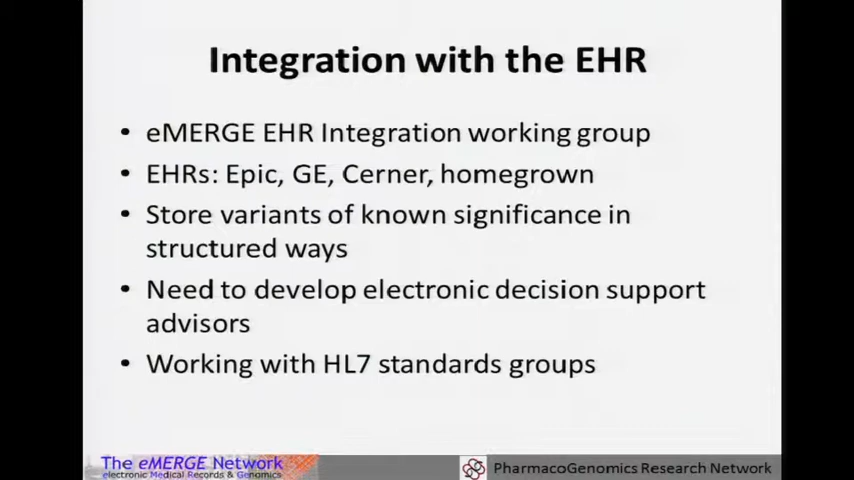 Integration with the EHR
• eMERGE EHR Integration working group
• EHRs: Epic, GE, Cerner, homegrown
• Store variants of known significance in
structured ways
• Need to develop electronic decision support
advisors
• Working with HL7 standards groups
The eMERGE Network
electronic Medical Records & Genomics
PharmacoGenomics Research Network